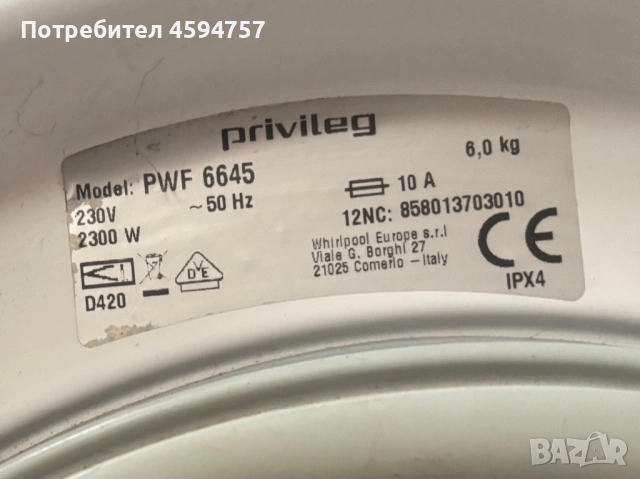 Потребител 4594757
privileg
6,0 kg
Model: PWF 6645
230V ~ 50 Hz
10 A
2300 W
12NC: 858013703010
Whirlpool Europe s.r.l
Viale G. Borghi 27
21025 Comerio - Italy
D420
DVE
CE
IPX4
BAZAR